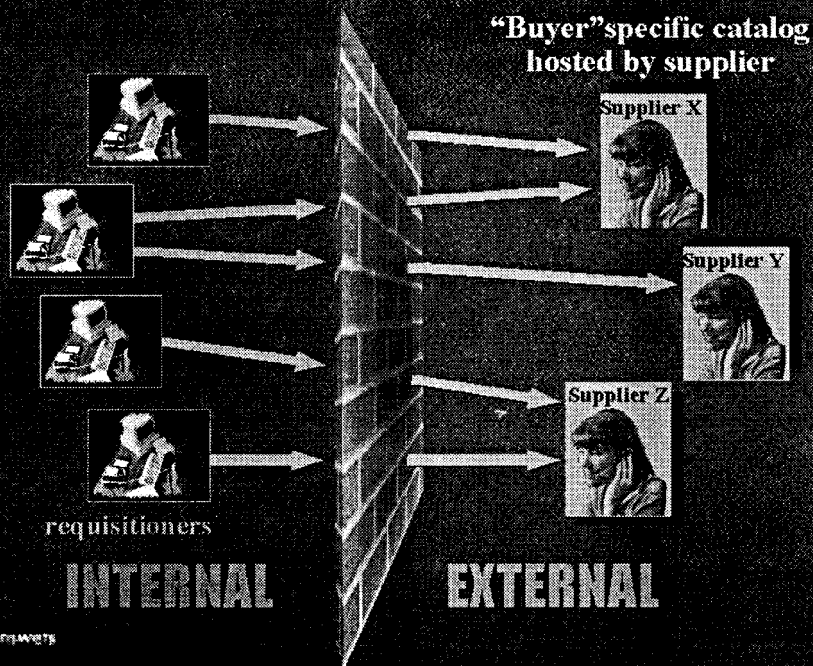 “Buyer”specific catalog
hosted by supplier
Supplier X
Supplier Y
Supplier Z
requisitioners
INTERNAL
EXTERNAL